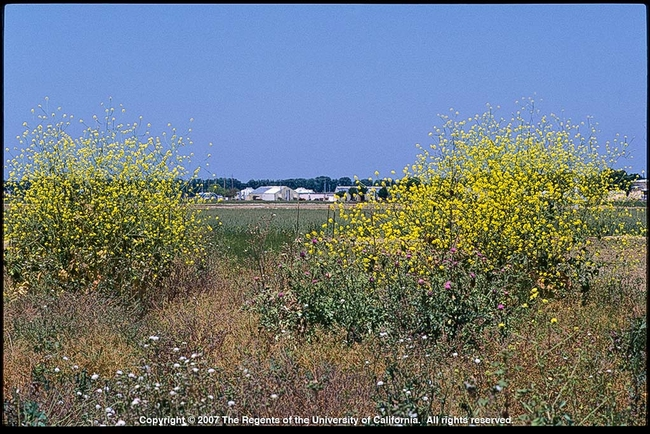 Copyright © 2007 The Regents of the University of California. All rights reserved.